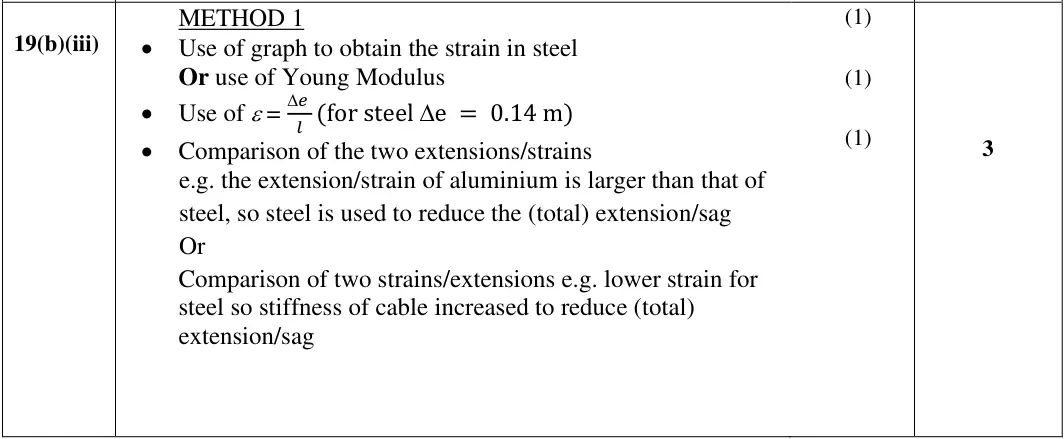 METHOD 1 (1)
19(b)(iii)
• Use of graph to obtain the strain in steel
Or use of Young Modulus (1)
• Use of ε = Δe/l (for steel Δe = 0.14 m)
• Comparison of the two extensions/strains (1) 3
e.g. the extension/strain of aluminium is larger than that of
steel, so steel is used to reduce the (total) extension/sag
Or
Comparison of two strains/extensions e.g. lower strain for
steel so stiffness of cable increased to reduce (total)
extension/sag